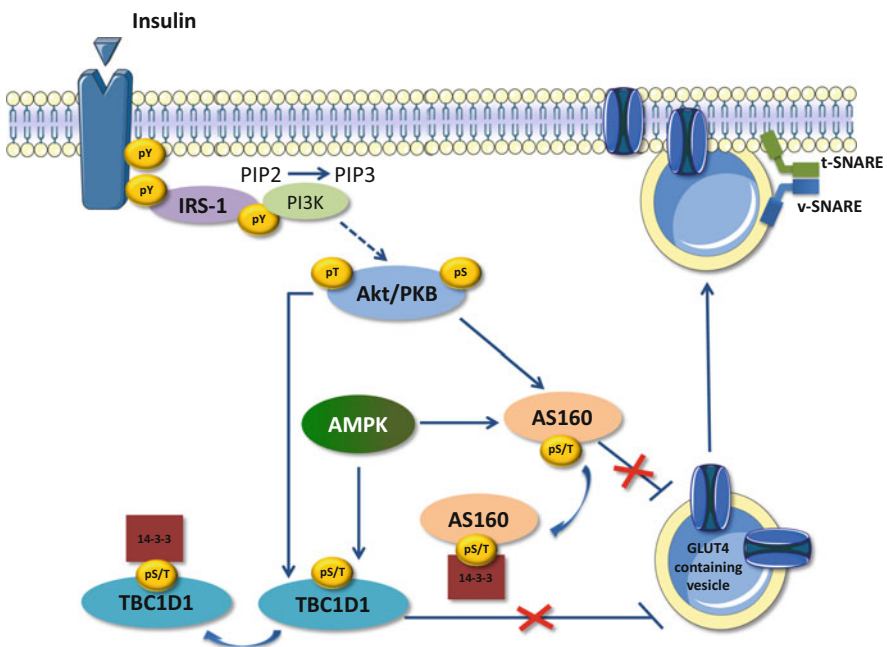 Insulin
pY
pY
IRS-1
pY
PIP2 PIP3
PI3K
t-SNARE
v-SNARE
pT
pS
Akt/PKB
AMPK
AS160
pS/T
AS160
pS/T
14-3-3
GLUT4
containing
vesicle
14-3-3
pS/T
TBC1D1
pS/T
TBC1D1